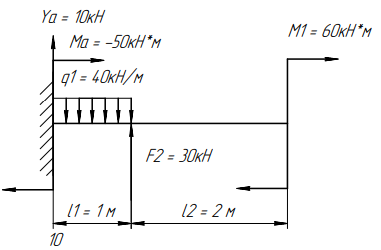 Ya = 10кН
Ma = -50кН*м
M1 = 60кН*м
q1 = 40кН/м
F2 = 30кН
l1 = 1 м
l2 = 2 м
10